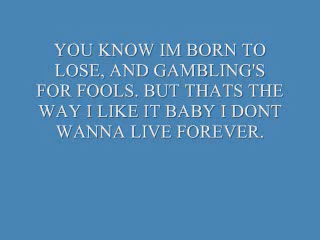 YOU KNOW IM BORN TO
LOSE, AND GAMBLING'S
FOR FOOLS. BUT THATS THE
WAY I LIKE IT BABY I DONT
WANNA LIVE FOREVER.